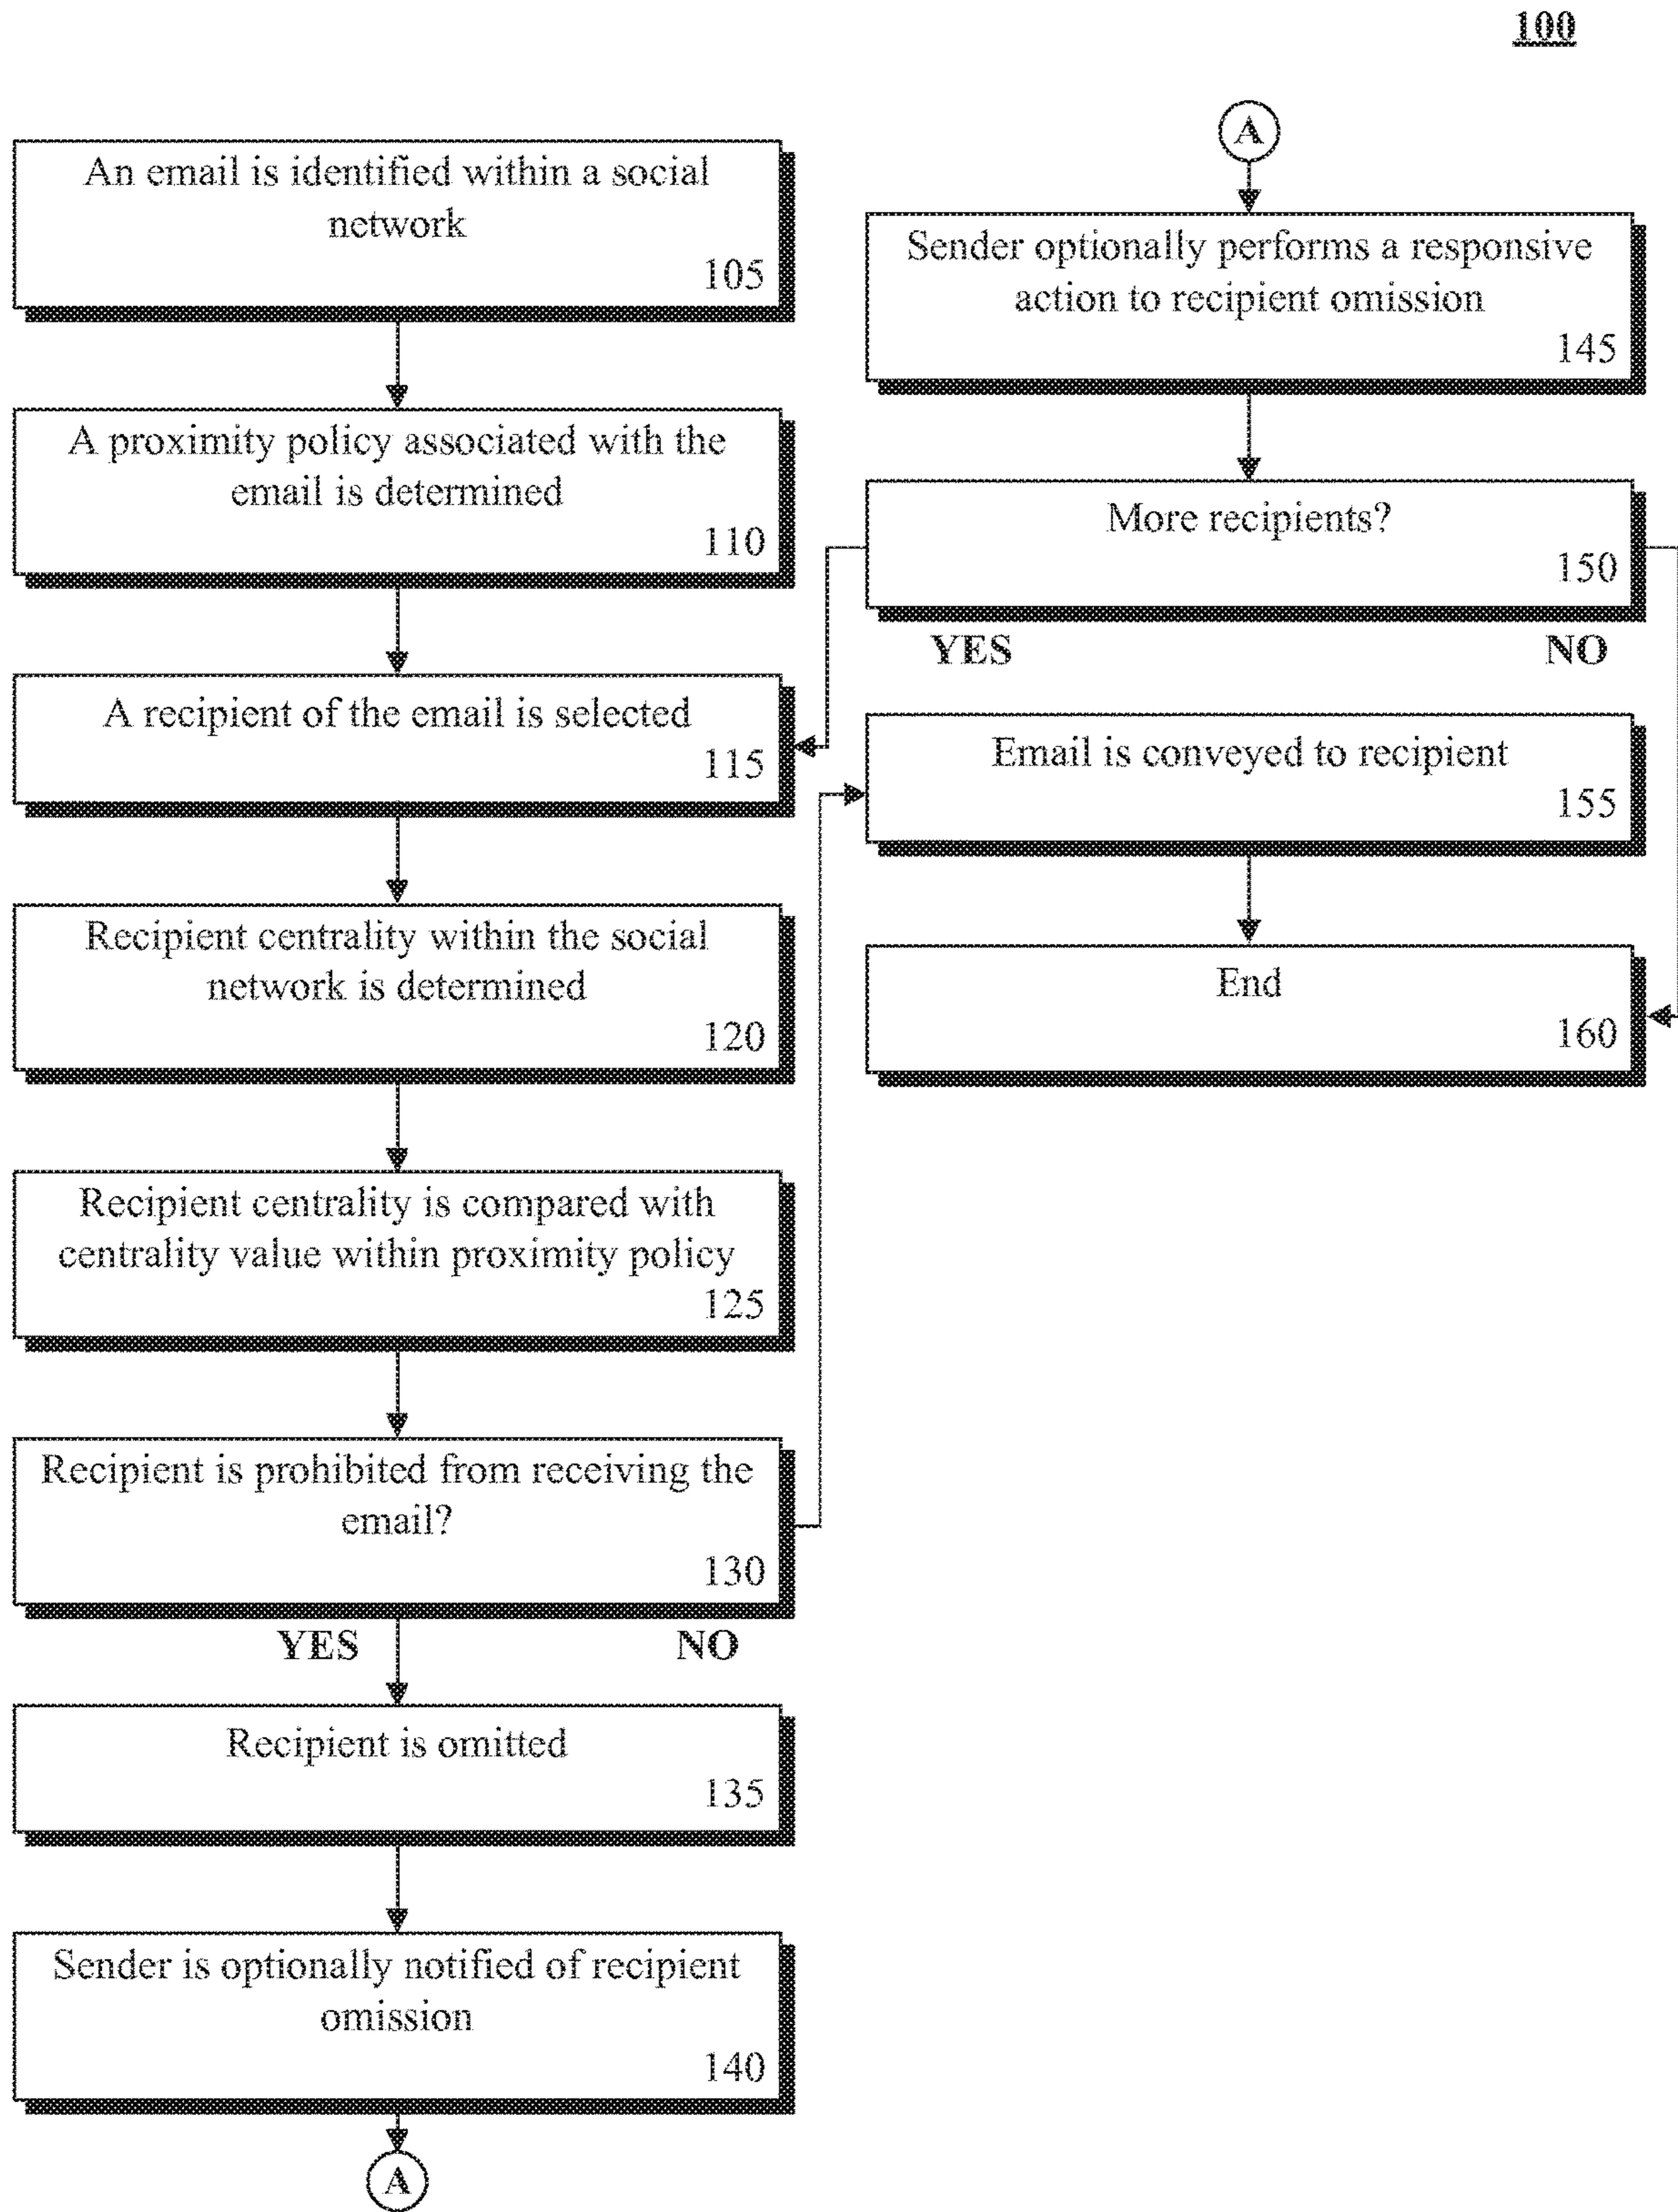 100
An email is identified within a social
network
105
A proximity policy associated with the
email is determined
110
A recipient of the email is selected
115
Recipient centrality within the social
network is determined
120
Recipient centrality is compared with
centrality value within proximity policy
125
Recipient is prohibited from receiving the
email?
130
YES
NO
Recipient is omitted
135
Sender is optionally notified of recipient
omission
140
A
A
Sender optionally performs a responsive
action to recipient omission
145
More recipients?
150
YES
NO
Email is conveyed to recipient
155
End
160